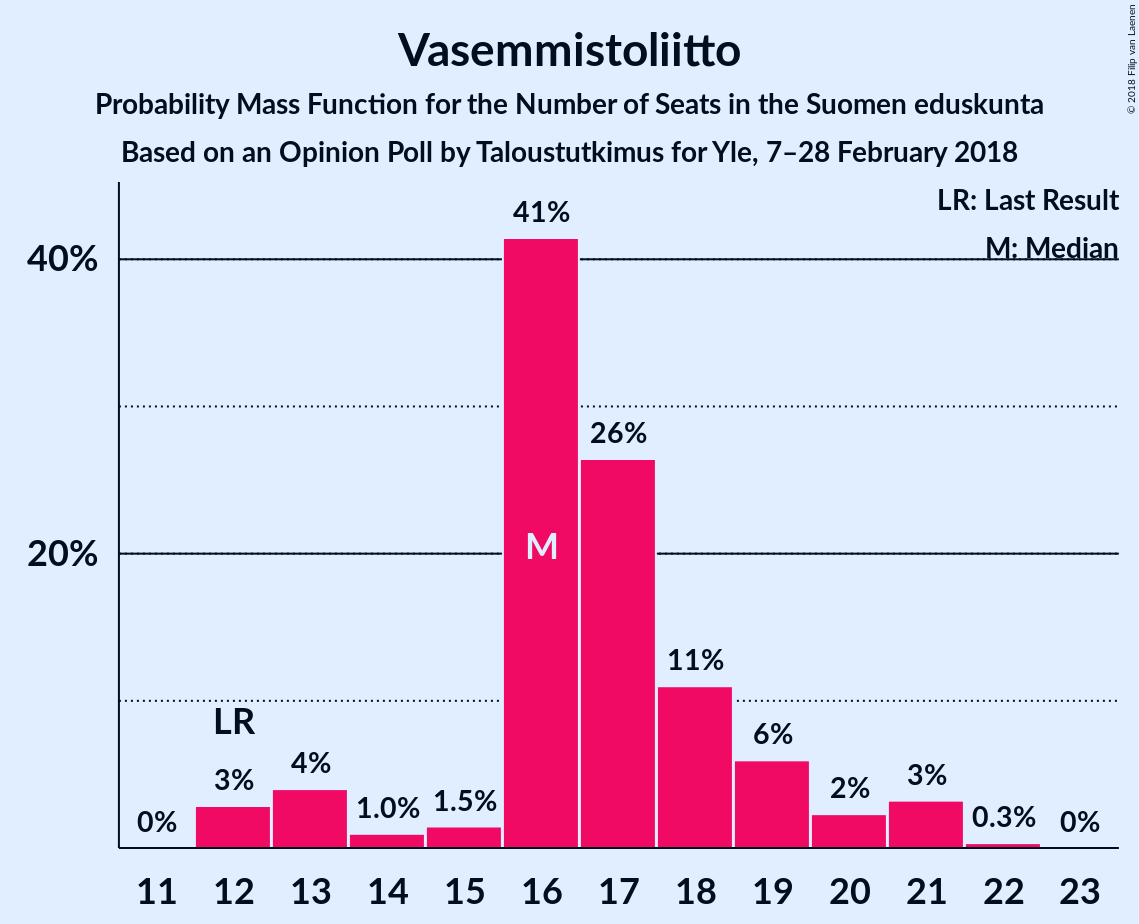 Vasemmistoliitto
Probability Mass Function for the Number of Seats in the Suomen eduskunta
Based on an Opinion Poll by Taloustutkimus for Yle, 7–28 February 2018
© 2018 Filip van Laenen
LR: Last Result
M: Median
40%
20%
0%
LR
3%
4%
1.0%
1.5%
41%
M
26%
11%
6%
2%
3%
0.3%
0%
11 12 13 14 15 16 17 18 19 20 21 22 23